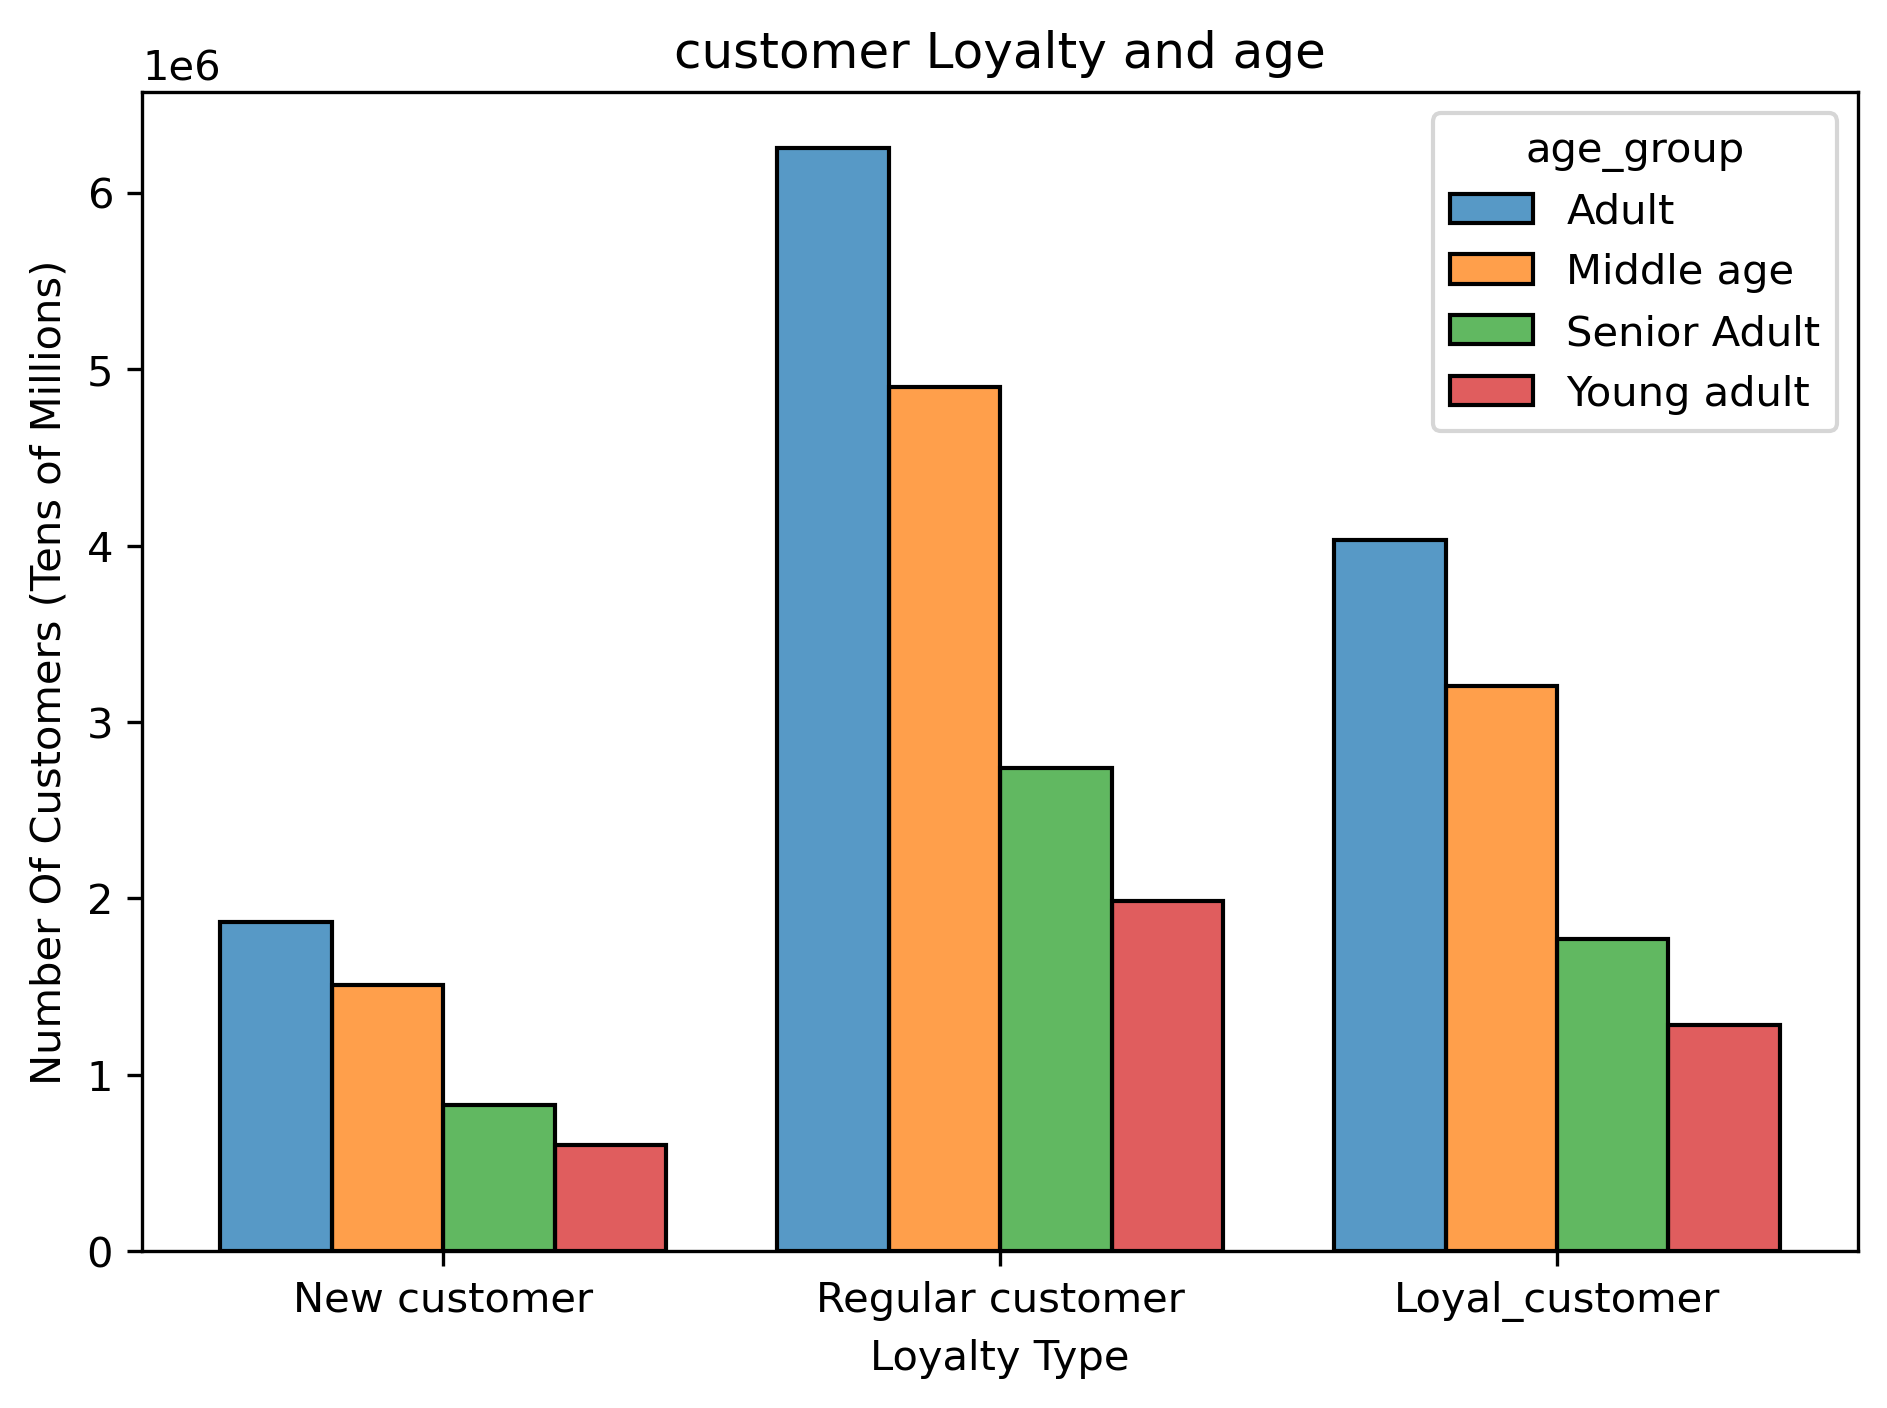 customer Loyalty and age
1e6
6
5
4
3
2
1
0
Number Of Customers (Tens of Millions)
age_group
Adult
Middle age
Senior Adult
Young adult
New customer
Regular customer
Loyal_customer
Loyalty Type